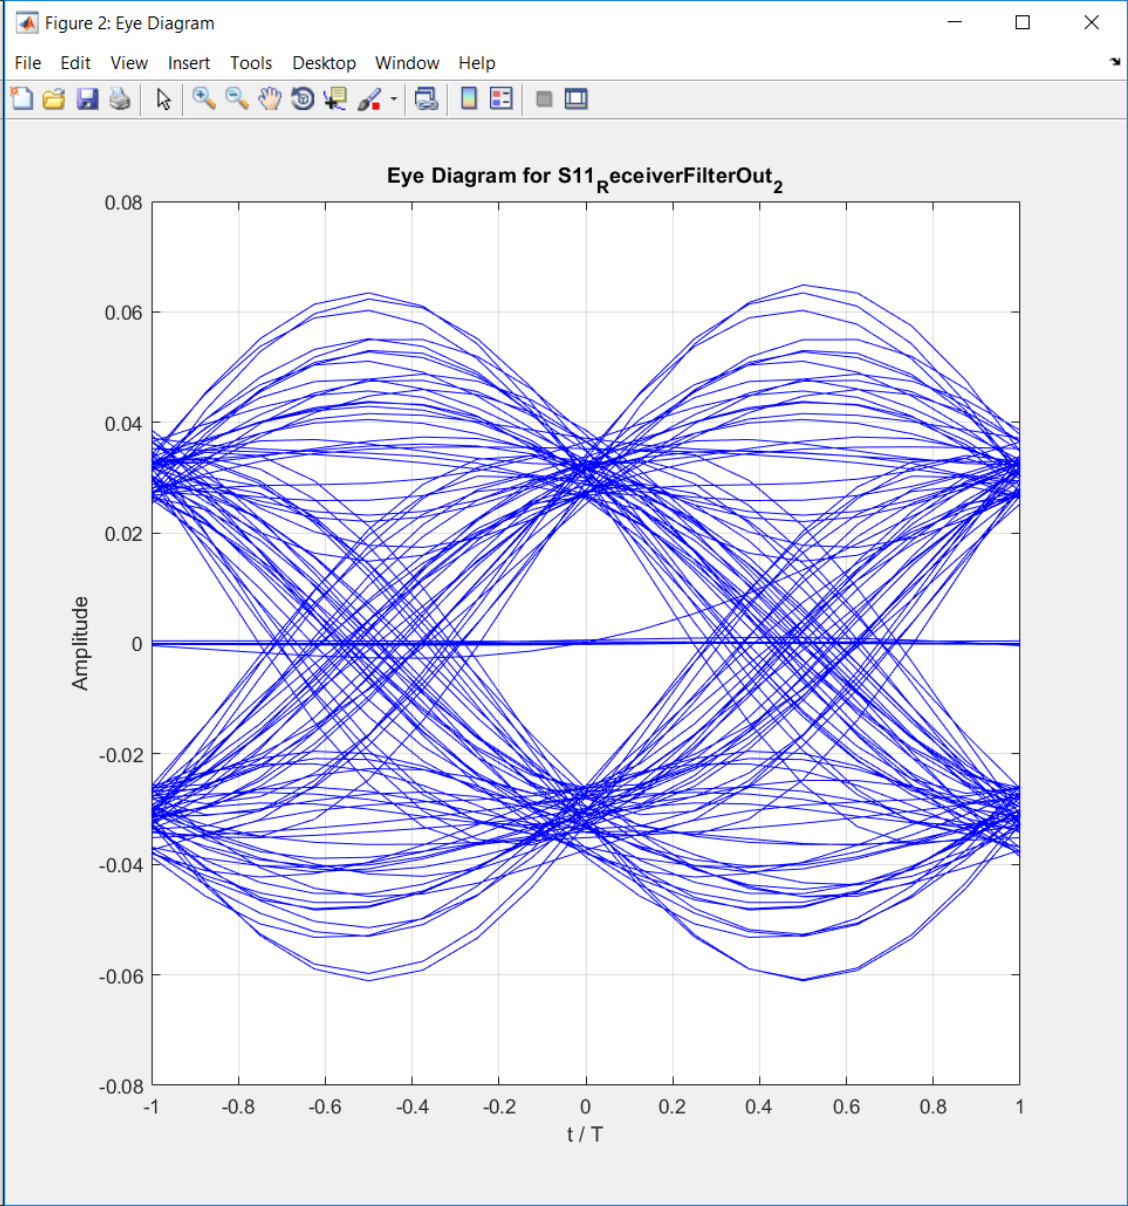 Figure 2: Eye Diagram
File Edit View Insert Tools Desktop Window Help
Eye Diagram for S11_ReceiverFilterOut_2
0.08
0.06
0.04
0.02
0
-0.02
-0.04
-0.06
-0.08
Amplitude
-1 -0.8 -0.6 -0.4 -0.2 0 0.2 0.4 0.6 0.8 1
t / T